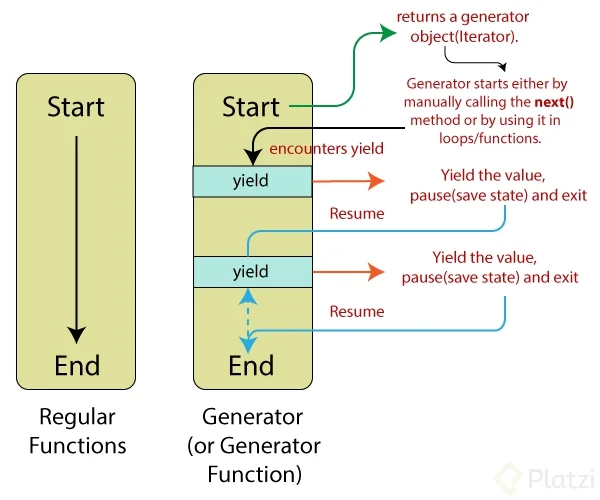 returns a generator
object(Iterator).
Generator starts either by
manually calling the next()
method or by using it in
loops/functions.
Start
Start
encounters yield
yield
Yield the value,
pause(save state) and exit
Resume
yield
Yield the value,
pause(save state) and exit
Resume
End
End
Regular
Functions
Generator
(or Generator
Function)
Platzi